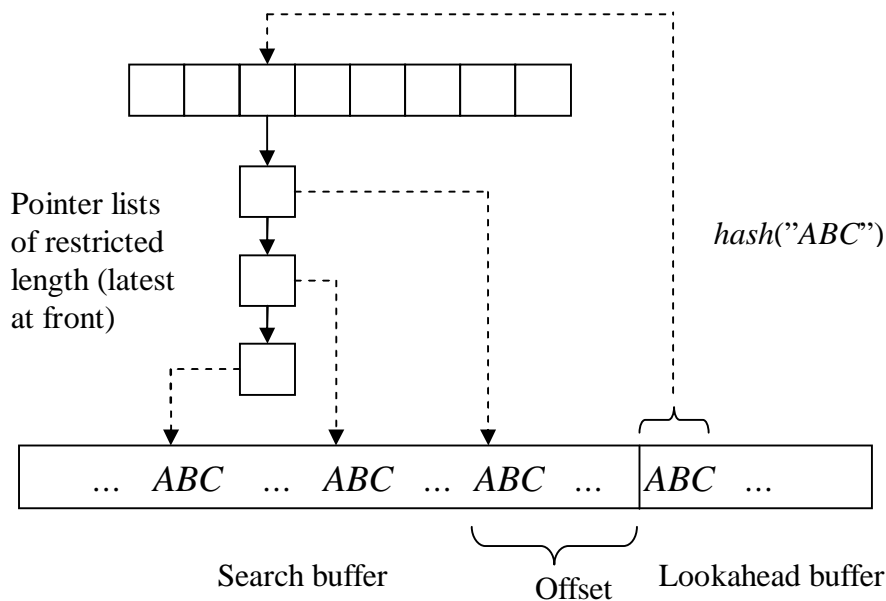 Pointer lists
of restricted
length (latest
at front)
hash(”ABC”)
... ABC ... ABC ... ABC ... ABC ...
Search buffer
Offset
Lookahead buffer